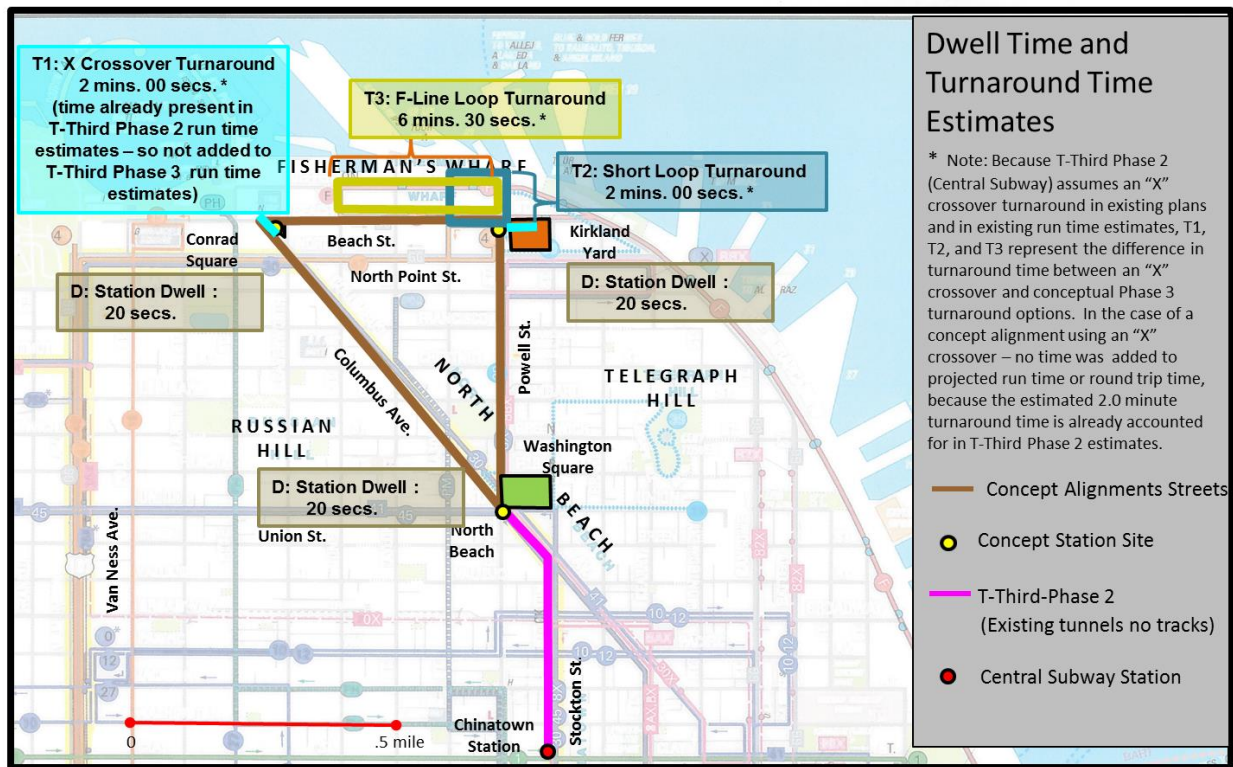 T1: X Crossover Turnaround
2 mins. 00 secs. *
(time already present in
T-Third Phase 2 run time
estimates – so not added to
T-Third Phase 3 run time
estimates)
T3: F-Line Loop Turnaround
6 mins. 30 secs. *
FISHERMAN'S WHARF
WHARF
T2: Short Loop Turnaround
2 mins. 00 secs. *
PH
F
4
Conrad
Square
Beach St.
North Point St.
4
Kirkland
Yard
D: Station Dwell :
20 secs.
D: Station Dwell :
20 secs.
Columbus Ave.
Powell St.
NORTH
BEACH
TELEGRAPH
HILL
RUSSIAN
HILL
Washington
Square
D: Station Dwell :
20 secs.
45
Union St.
North
Beach
Van Ness Ave.
Stockton St.
10
12
10
12
27
Chinatown
Station
0
.5 mile
Dwell Time and
Turnaround Time
Estimates
* Note: Because T-Third Phase 2
(Central Subway) assumes an “X”
crossover turnaround in existing plans
and in existing run time estimates, T1,
T2, and T3 represent the difference in
turnaround time between an “X”
crossover and conceptual Phase 3
turnaround options. In the case of a
concept alignment using an “X”
crossover – no time was added to
projected run time or round trip time,
because the estimated 2.0 minute
turnaround time is already accounted
for in T-Third Phase 2 estimates.
Concept Alignments Streets
Concept Station Site
T-Third-Phase 2
(Existing tunnels no tracks)
Central Subway Station